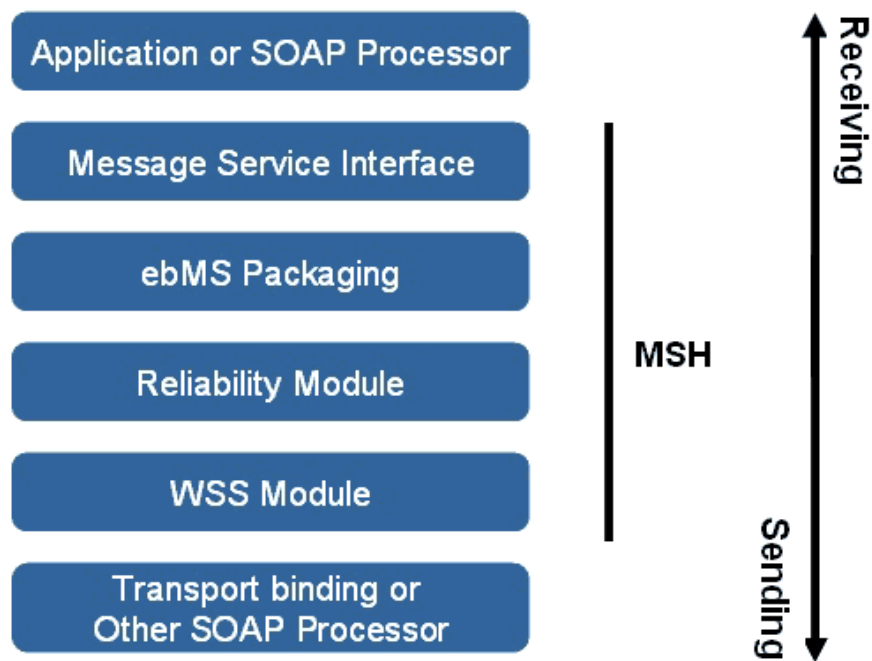 Application or SOAP Processor
Message Service Interface
ebMS Packaging
Reliability Module
WSS Module
Transport binding or
Other SOAP Processor
MSH
Receiving
Sending